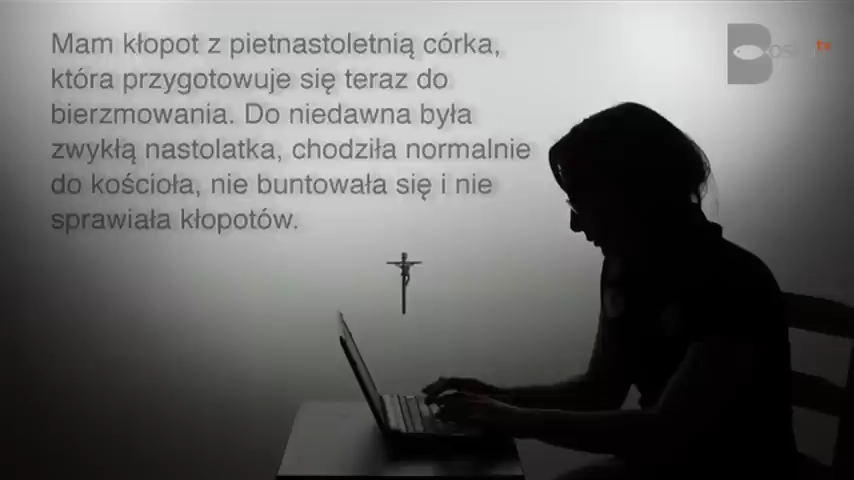 Mam kłopot z pietnastoletnią córka,
która przygotowuje się teraz do
bierzmowania. Do niedawna była
zwykłą nastolatka, chodziła normalnie
do kościoła, nie buntowała się i nie
sprawiała kłopotów.